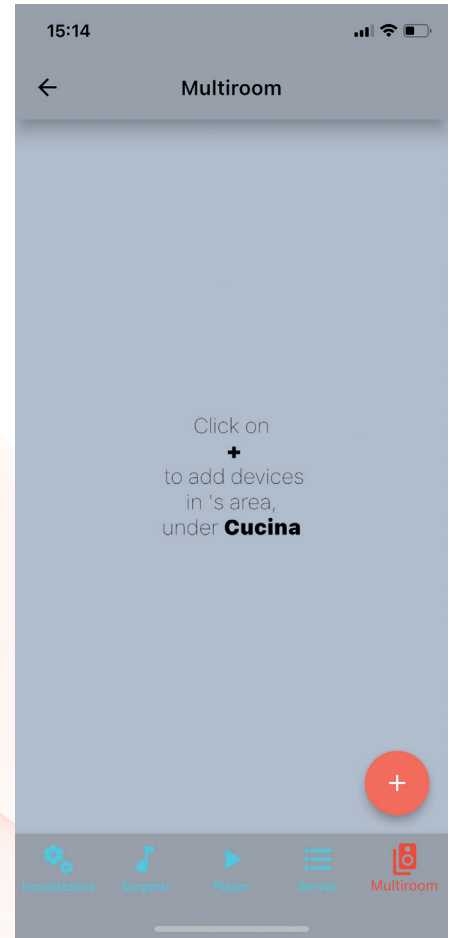 15:14
Multiroom
Click on
+
to add devices
in 's area,
under Cucina
+
Impostazioni Sorgenti Player Servizi Multiroom